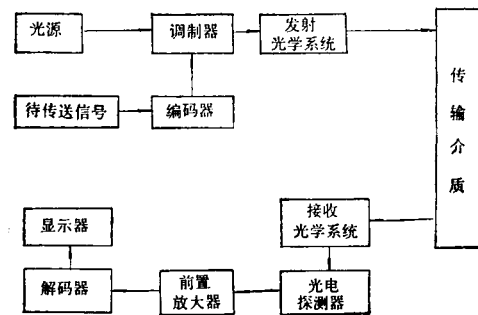 光源
调制器
发射
光学系统
待传送信号
编码器
传
输
介
质
接收
光学系统
显示器
解码器
前置
放大器
光电
探测器